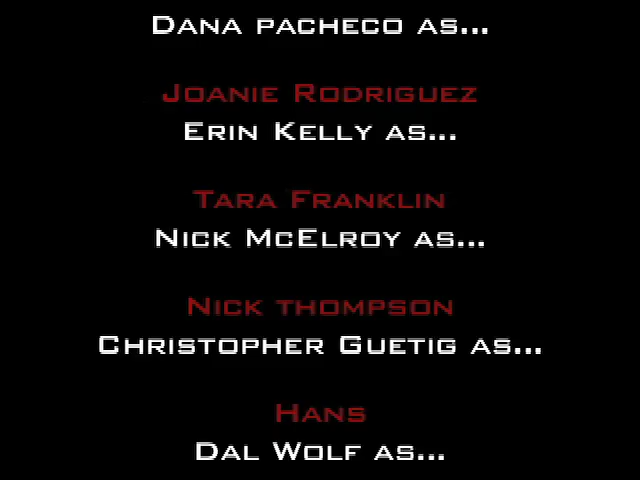 Dana pacheco as...
Joanie Rodriguez
Erin Kelly as...
Tara Franklin
Nick McElroy as...
Nick thompson
Christopher Guetig as...
Hans
Dal Wolf as...